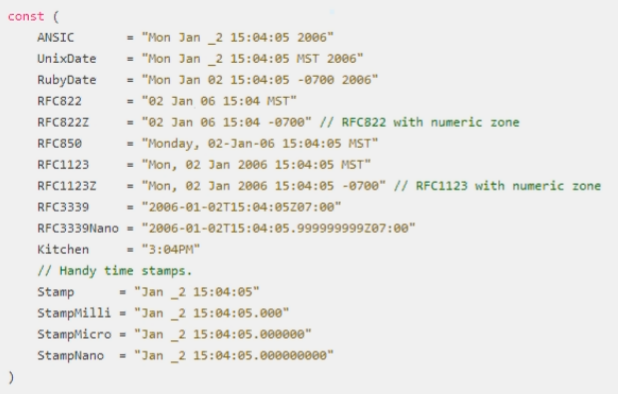 const (
    ANSIC       = "Mon Jan _2 15:04:05 2006"
    UnixDate    = "Mon Jan _2 15:04:05 MST 2006"
    RubyDate    = "Mon Jan 02 15:04:05 -0700 2006"
    RFC822      = "02 Jan 06 15:04 MST"
    RFC822Z     = "02 Jan 06 15:04 -0700" // RFC822 with numeric zone
    RFC850      = "Monday, 02-Jan-06 15:04:05 MST"
    RFC1123     = "Mon, 02 Jan 2006 15:04:05 MST"
    RFC1123Z    = "Mon, 02 Jan 2006 15:04:05 -0700" // RFC1123 with numeric zone
    RFC3339     = "2006-01-02T15:04:05Z07:00"
    RFC3339Nano = "2006-01-02T15:04:05.999999999Z07:00"
    Kitchen     = "3:04PM"
    // Handy time stamps.
    Stamp      = "Jan _2 15:04:05"
    StampMilli = "Jan _2 15:04:05.000"
    StampMicro = "Jan _2 15:04:05.000000"
    StampNano  = "Jan _2 15:04:05.000000000"
)